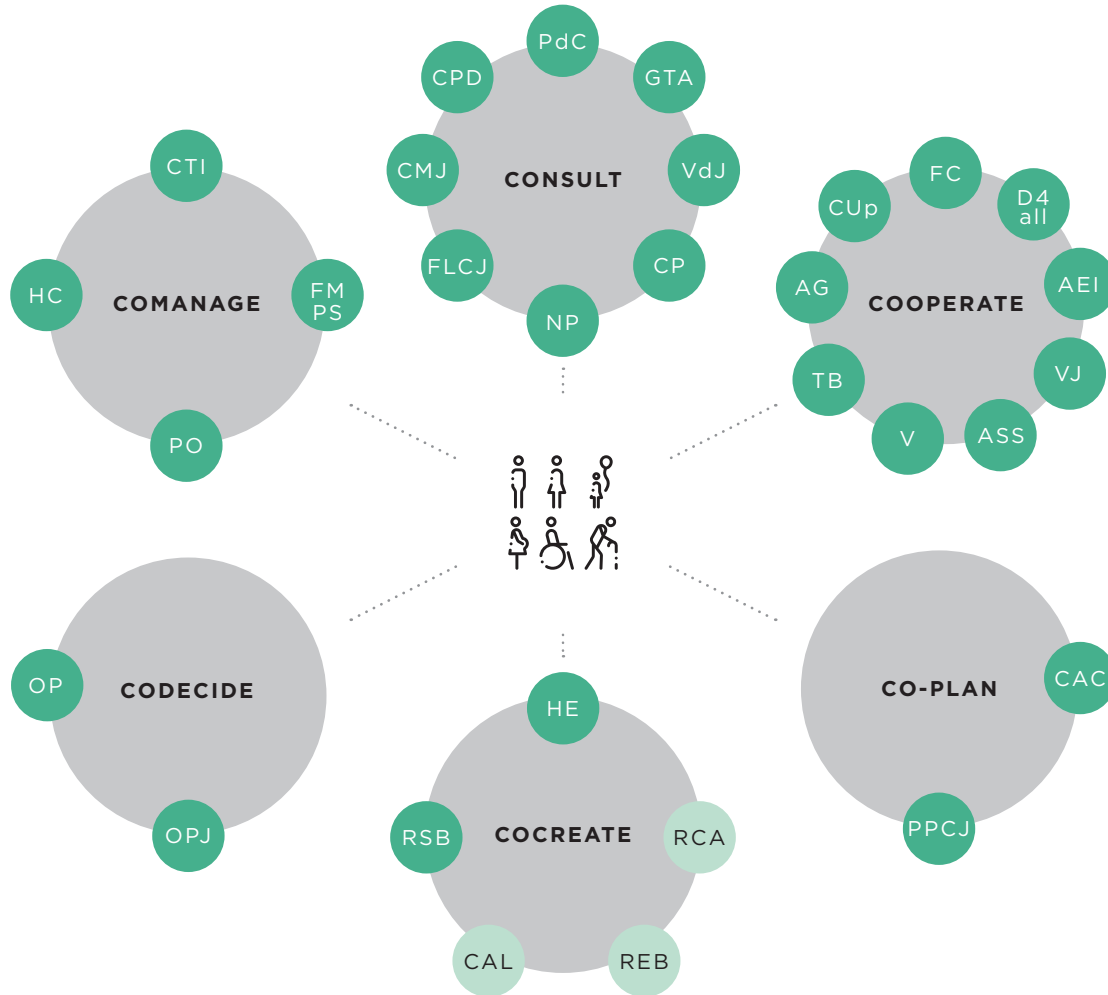 PdC
CPD
GTA
CMJ
CONSULT
VdJ
FLCJ
CP
NP
CTI
HC
COMANAGE
FM
PS
PO
FC
CUp
D4
all
AG
COOPERATE
AEI
TB
VJ
V
ASS
OP
CODECIDE
OPJ
HE
RSB
COCREATE
RCA
CAL
REB
CO-PLAN
CAC
PPCJ